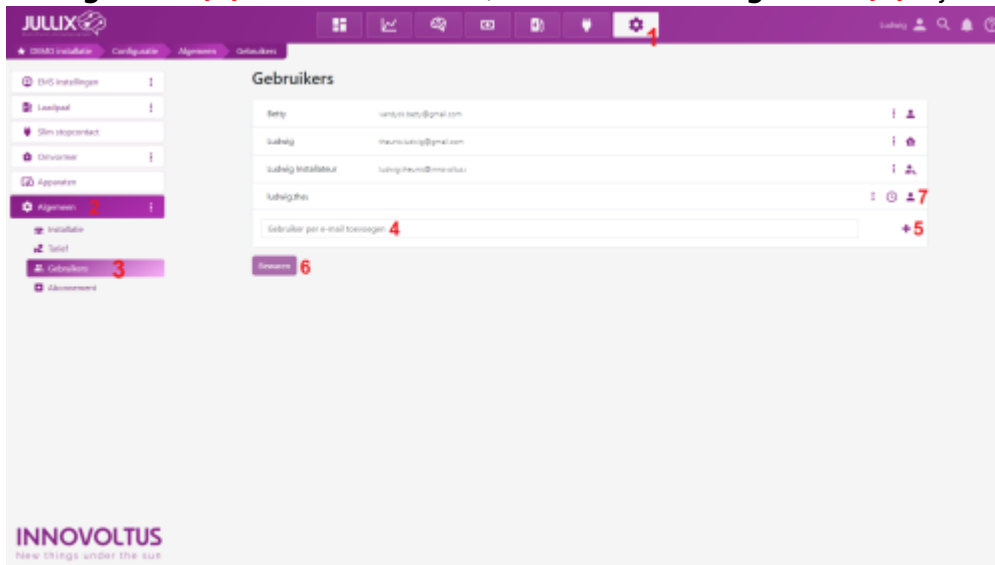 JULLIX
1
Ludwig
DEMO installatie
Configuratie
Algemeen
Gebruikers
EMS instellingen
Laadpaal
Slim stopcontact
Omvormer
Apparaten
Algemeen 2
Installatie
Tarief
Gebruikers 3
Abonnement
Gebruikers
Betty
Ludwig
Ludwig Installateur
ludwig.theu
7
Gebruiker per e-mail toevoegen 4
5
Bewaren 6
INNOVOLTUS
New things under the sun